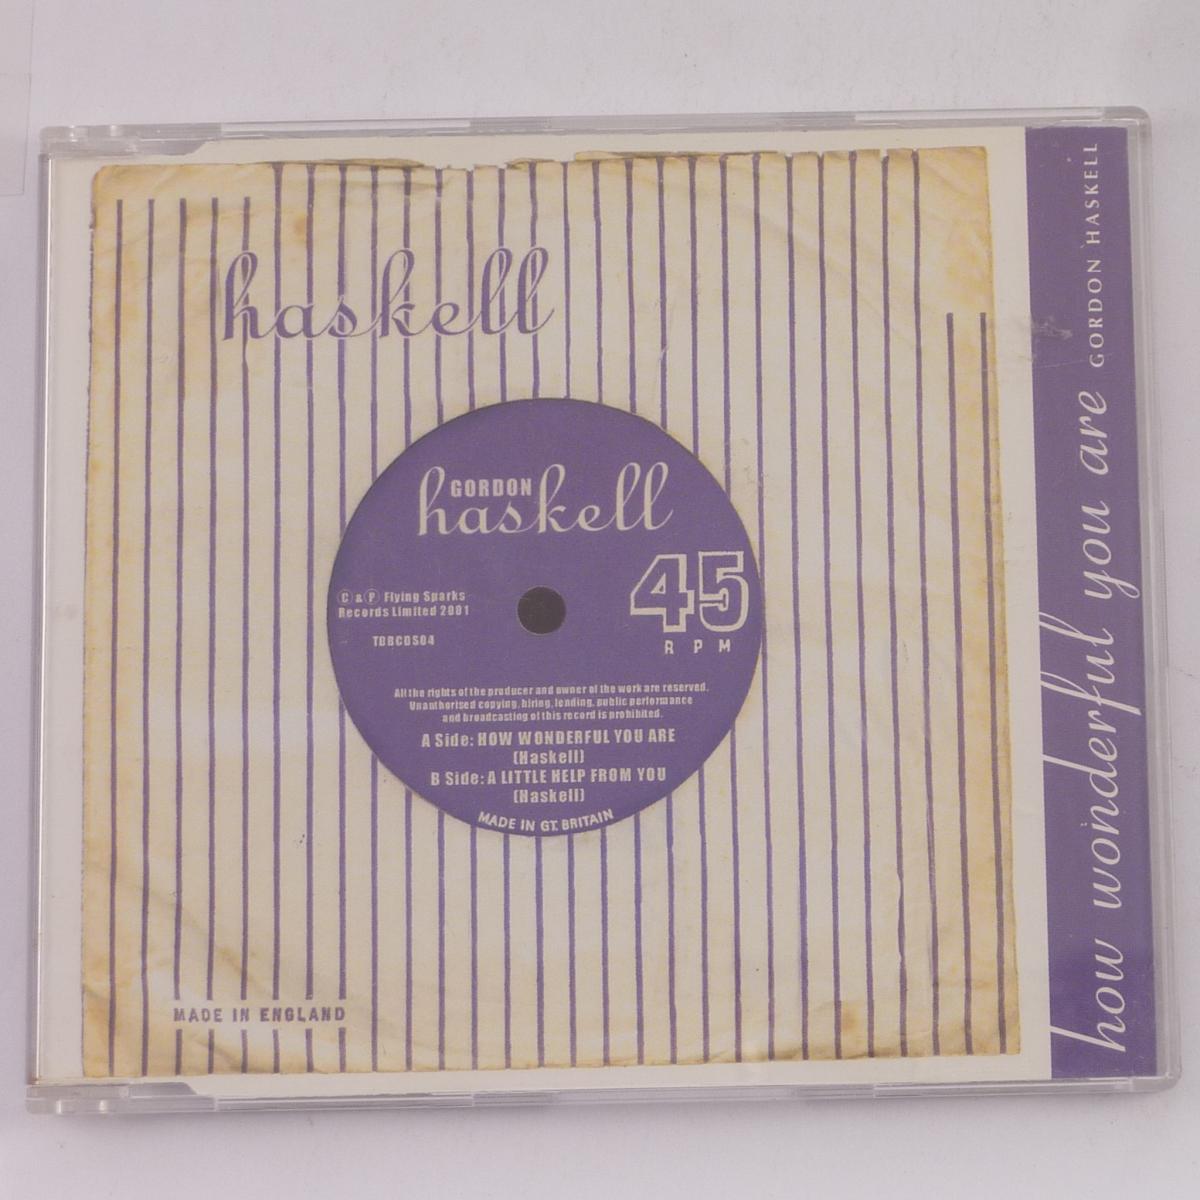 haskell
GORDON
haskell
45
RPM
Ⓒ & Ⓟ Flying Sparks
Records Limited 2001
TBBCDS04
All the rights of the producer and owner of the work are reserved.
Unauthorised copying, hiring, lending, public performance
and broadcasting of this record is prohibited.
A Side: HOW WONDERFUL YOU ARE
(Haskell)
B Side: A LITTLE HELP FROM YOU
(Haskell)
MADE IN GT. BRITAIN
MADE IN ENGLAND
how wonderful you are GORDON HASKELL